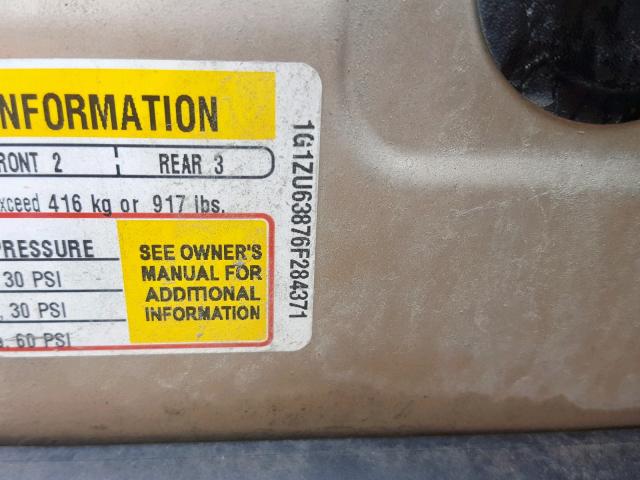 NFORMATION
RONT 2 REAR 3
xceed 416 kg or 917 lbs.
PRESSURE
30 PSI
, 30 PSI
, 60 PSI
SEE OWNER'S
MANUAL FOR
ADDITIONAL
INFORMATION
1G1ZU63876F284371